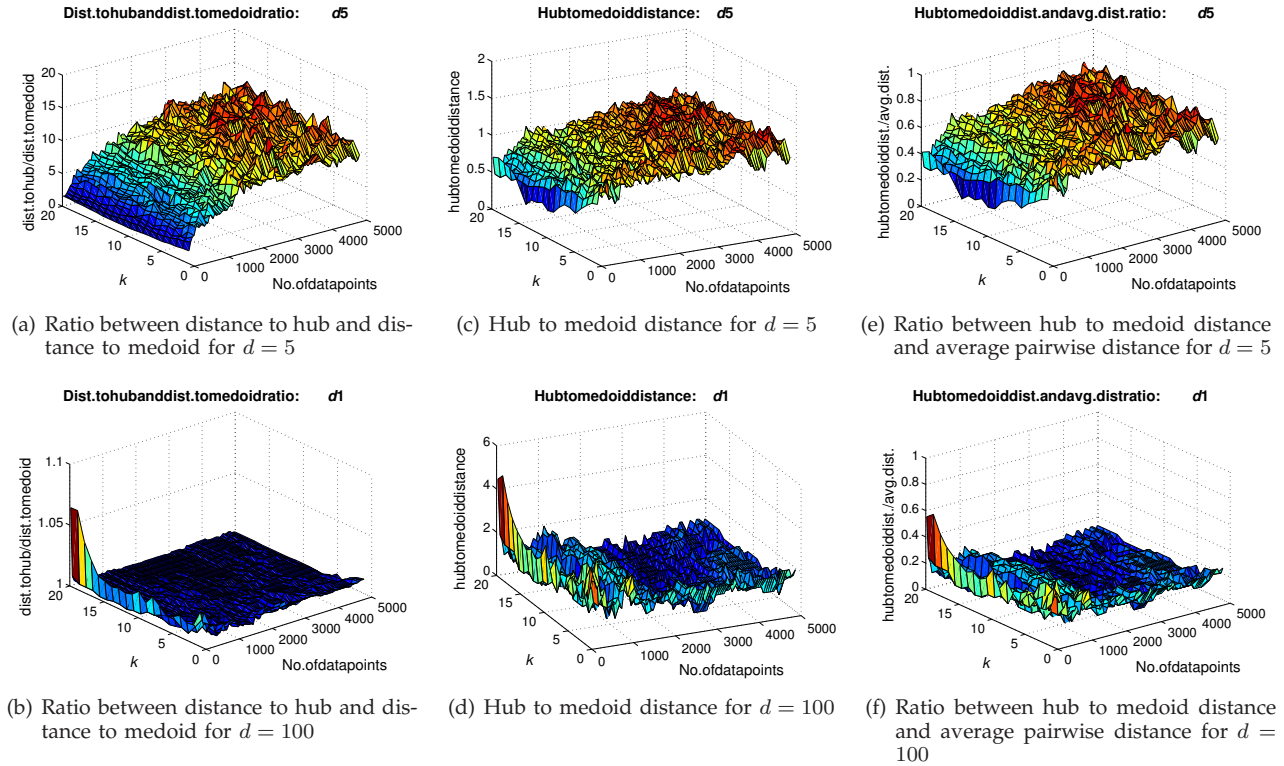 Dist.tohubanddist.tomedoidratio: d5
dist.tohub/dist.tomedoid
20
15
10
5
0
15
10
5
0
k
0
1000
2000
3000
4000
5000
No.ofdatapoints
(a) Ratio between distance to hub and dis-
tance to medoid for d = 5
Hubtomedoiddistance: d5
hubtomedoiddistance
2
1.5
1
0.5
0
20
15
10
5
0
k
0
1000
2000
3000
4000
5000
No.ofdatapoints
(c) Hub to medoid distance for d = 5
Hubtomedoiddist.andavg.dist.ratio: d5
hubtomedoiddist./avg.dist.
1
0.8
0.6
0.4
0.2
0
20
15
10
5
0
k
0
1000
2000
3000
4000
5000
No.ofdatapoints
(e) Ratio between hub to medoid distance
and average pairwise distance for d = 5
Dist.tohubanddist.tomedoidratio: d1
dist.tohub/dist.tomedoid
1.1
1.05
1
20
15
10
5
0
k
0
1000
2000
3000
4000
5000
No.ofdatapoints
(b) Ratio between distance to hub and dis-
tance to medoid for d = 100
Hubtomedoiddistance: d1
hubtomedoiddistance
6
4
2
0
20
15
10
5
0
k
0
1000
2000
3000
4000
5000
No.ofdatapoints
(d) Hub to medoid distance for d = 100
Hubtomedoiddist.andavg.distratio: d1
hubtomedoiddist./avg.dist.
1
0.8
0.6
0.4
0.2
0
20
15
10
5
0
k
0
1000
2000
3000
4000
5000
No.ofdatapoints
(f) Ratio between hub to medoid distance
and average pairwise distance for d =
100